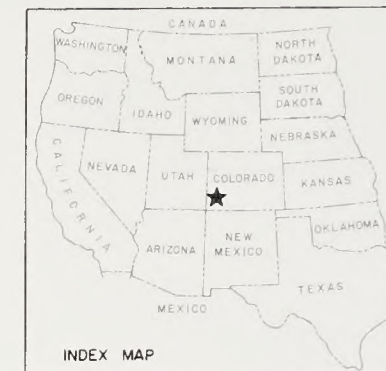 CANADA
WASHINGTON
MONTANA
NORTH
DAKOTA
OREGON
IDAHO
SOUTH
DAKOTA
WYOMING
NEBRASKA
CALIFORNIA
NEVADA
UTAH
COLORADO
KANSAS
ARIZONA
NEW
MEXICO
OKLAHOMA
TEXAS
MEXICO
INDEX MAP